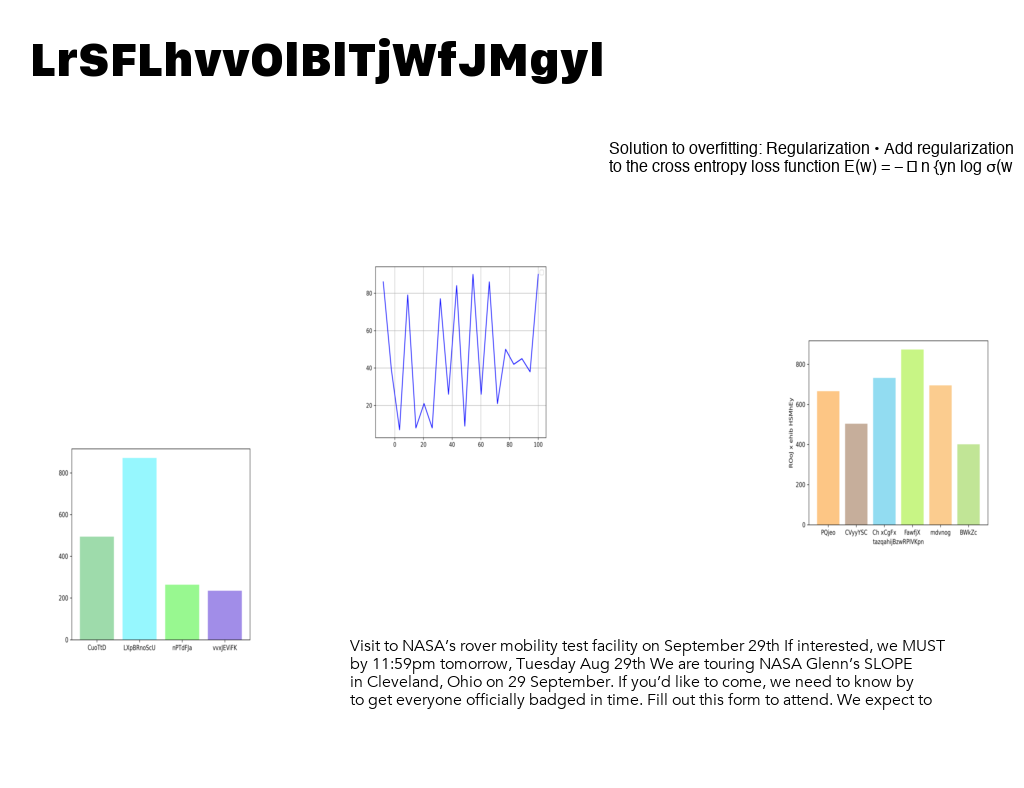 LrSFLhvvOlBlTjWfJMgyl
Solution to overfitting: Regularization • Add regularization
to the cross entropy loss function E(w) = – □ n {yn log σ(w
80
60
40
20
0 20 40 60 80 100
800
600
400
200
0
ROoJ x ehib HSMhEy
PQjeo CVyyYSC Ch xCgFx FawfjX mdvnog BWkZc
tazqahijBzwRPlVKpn
800
600
400
200
0
CuoTtD LXpBRnoScU nPTdFJa vvxJEViFK
Visit to NASA’s rover mobility test facility on September 29th If interested, we MUST
by 11:59pm tomorrow, Tuesday Aug 29th We are touring NASA Glenn’s SLOPE
in Cleveland, Ohio on 29 September. If you’d like to come, we need to know by
to get everyone officially badged in time. Fill out this form to attend. We expect to